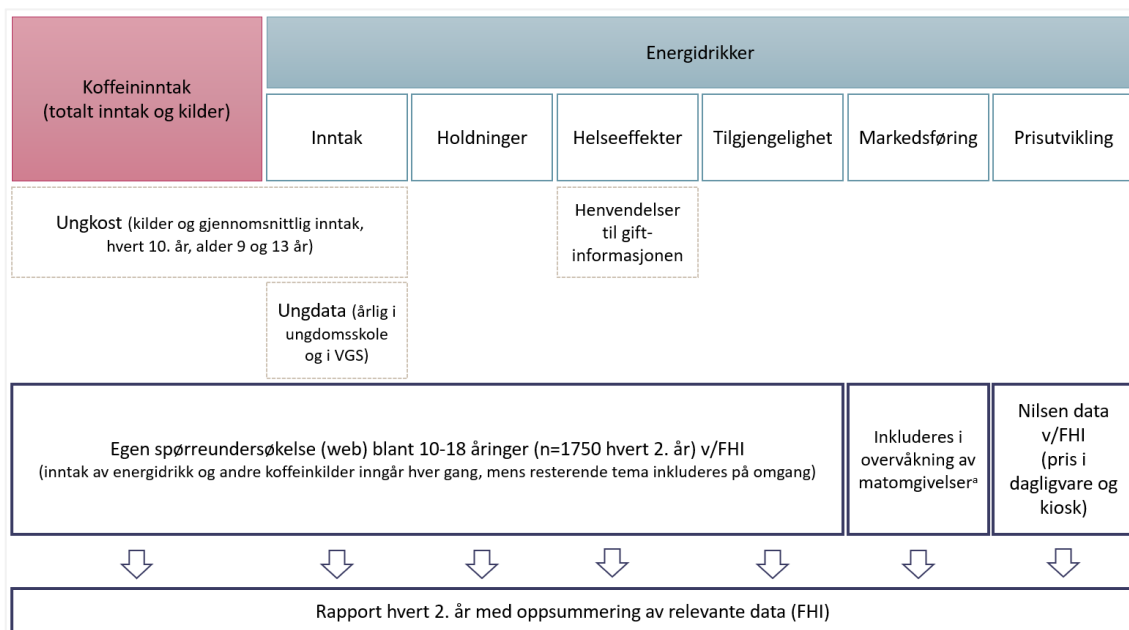 Koffeininntak
(totalt inntak og kilder)
Energidrikker
Inntak
Holdninger
Helseeffekter
Tilgjengelighet
Markedsføring
Prisutvikling
Ungkost (kilder og gjennomsnittlig inntak,
hvert 10. år, alder 9 og 13 år)
Henvendelser
til gift-
informasjonen
Ungdata (årlig i
ungdomsskole
og i VGS)
Egen spørreundersøkelse (web) blant 10-18 åringer (n=1750 hvert 2. år) v/FHI
(inntak av energidrikk og andre koffeinkilder inngår hver gang, mens resterende tema inkluderes på omgang)
Inkluderes i
overvåkning av
matomgivelserᵃ
Nilsen data
v/FHI
(pris i
dagligvare og
kiosk)
Rapport hvert 2. år med oppsummering av relevante data (FHI)